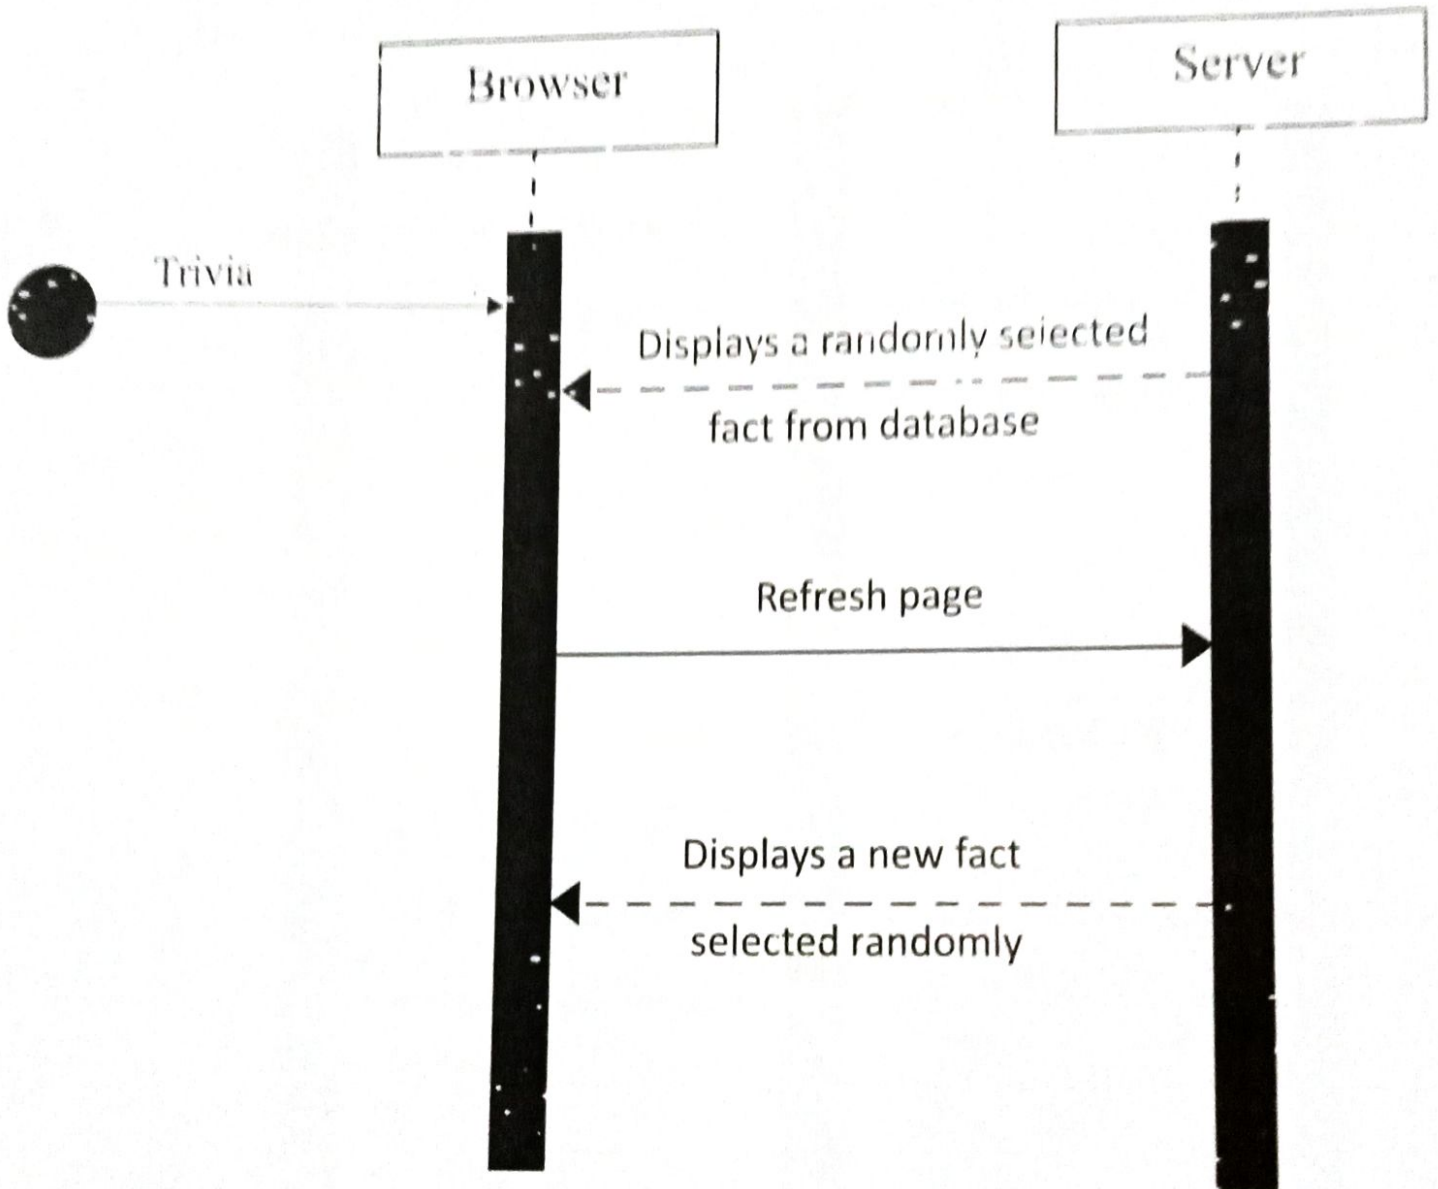 Browser
Server
Trivia
Displays a randomly selected
fact from database
Refresh page
Displays a new fact
selected randomly